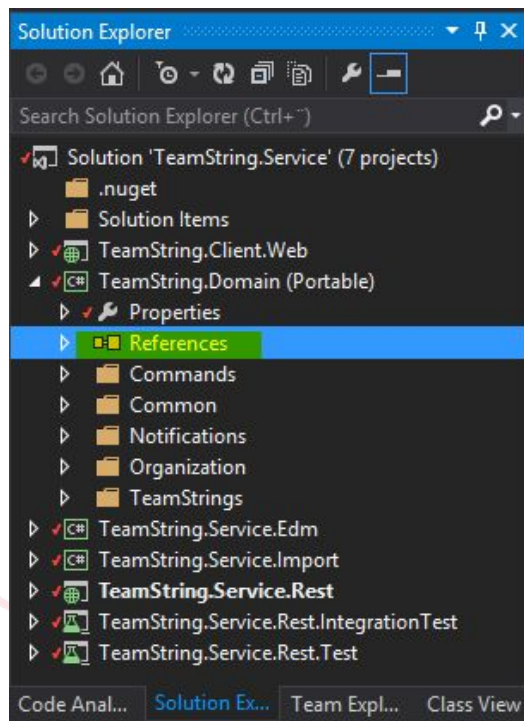 Solution Explorer
Search Solution Explorer (Ctrl+¨)
Solution 'TeamString.Service' (7 projects)
.nuget
Solution Items
TeamString.Client.Web
C# TeamString.Domain (Portable)
Properties
References
Commands
Common
Notifications
Organization
TeamStrings
C# TeamString.Service.Edm
C# TeamString.Service.Import
TeamString.Service.Rest
TeamString.Service.Rest.IntegrationTest
TeamString.Service.Rest.Test
Code Anal... Solution Ex... Team Expl... Class View